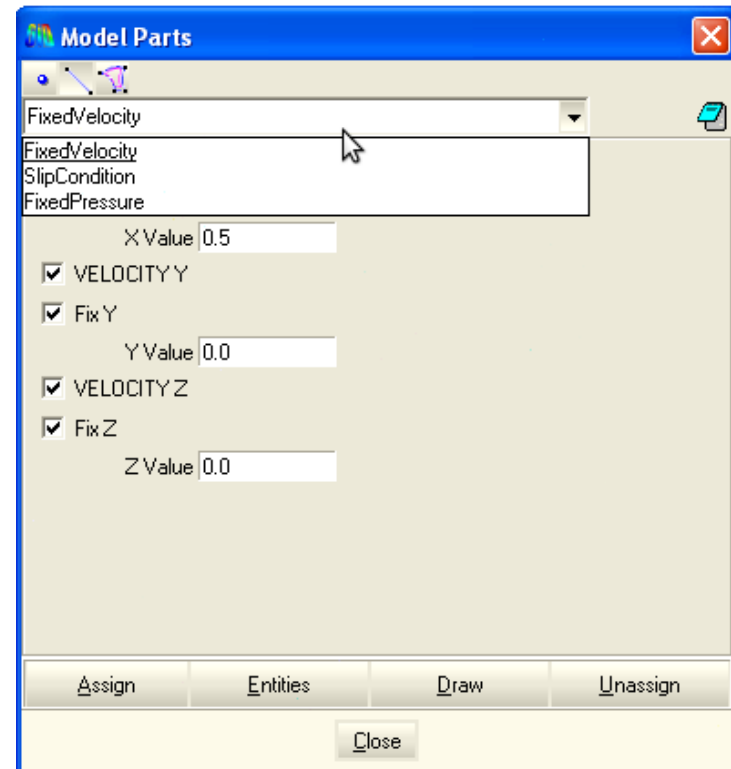 Model Parts
FixedVelocity
FixedVelocity
SlipCondition
FixedPressure
X Value 0.5
VELOCITY Y
Fix Y
Y Value 0.0
VELOCITY Z
Fix Z
Z Value 0.0
Assign Entities Draw Unassign
Close